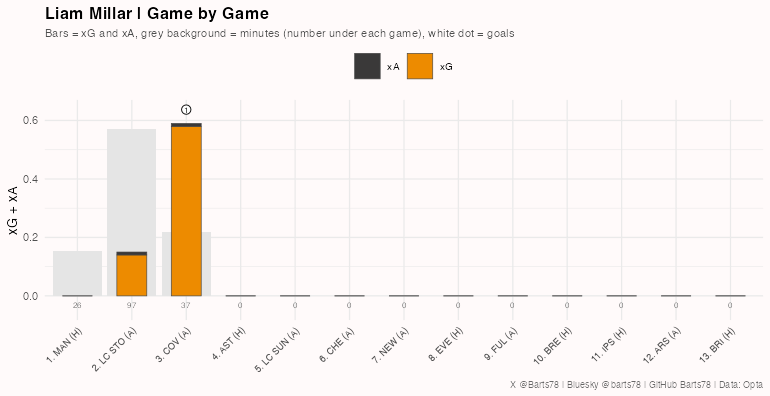 Liam Millar | Game by Game
Bars = xG and xA, grey background = minutes (number under each game), white dot = goals
xA xG
xG + xA
0.6
0.4
0.2
0.0
1
26 97 37 0 0 0 0 0 0 0 0 0 0
1. MAN (H)
2. LC STO (A)
3. COV (A)
4. AST (H)
5. LC SUN (A)
6. CHE (A)
7. NEW (A)
8. EVE (H)
9. FUL (A)
10. BRE (H)
11. IPS (H)
12. ARS (A)
13. BRI (H)
X @Barts78 | Bluesky @barts78 | GitHub Barts78 | Data: Opta